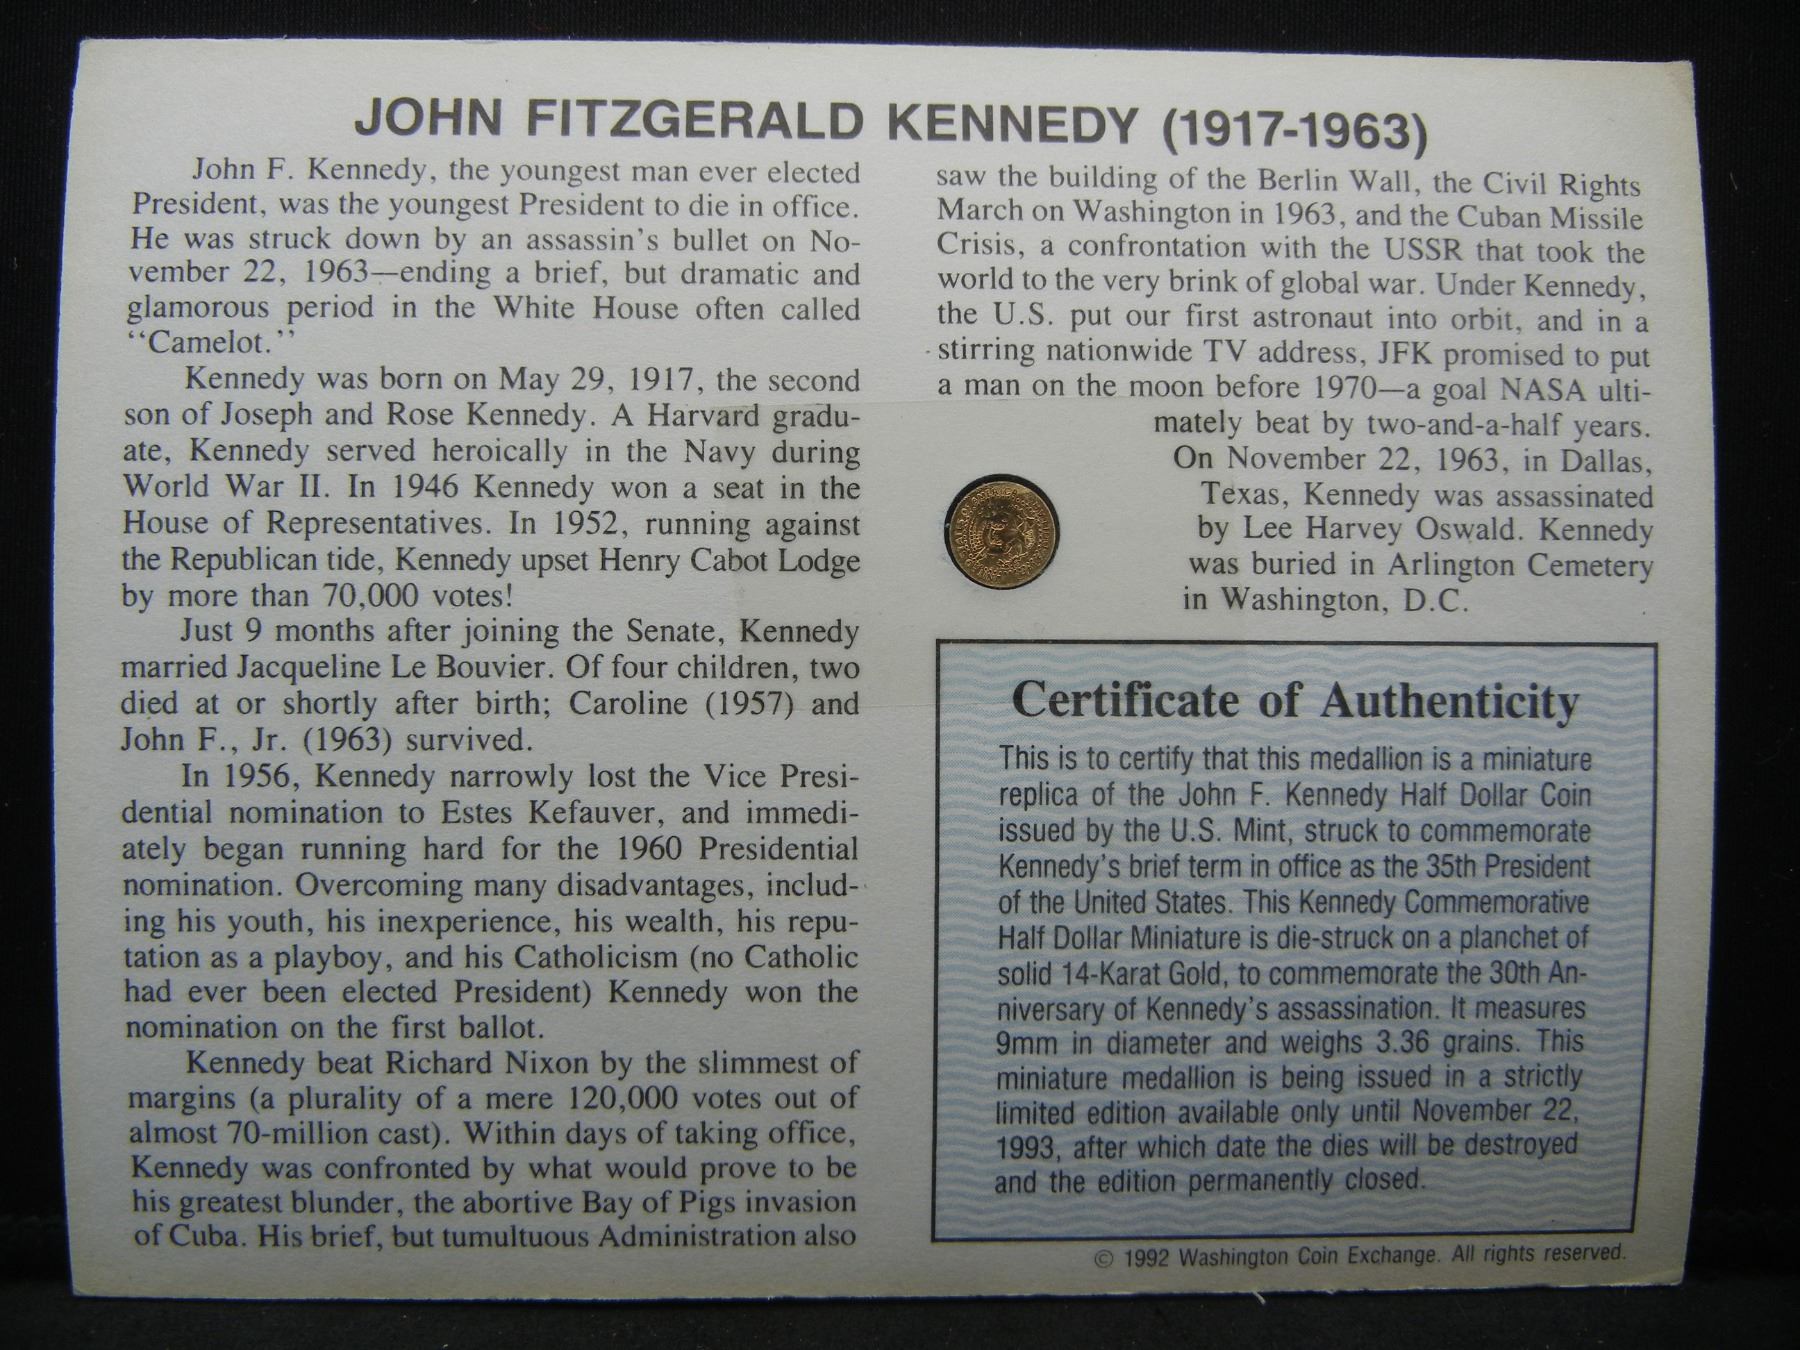 JOHN FITZGERALD KENNEDY (1917-1963)
John F. Kennedy, the youngest man ever elected
President, was the youngest President to die in office.
He was struck down by an assassin's bullet on No-
vember 22, 1963—ending a brief, but dramatic and
glamorous period in the White House often called
"Camelot."
Kennedy was born on May 29, 1917, the second
son of Joseph and Rose Kennedy. A Harvard gradu-
ate, Kennedy served heroically in the Navy during
World War II. In 1946 Kennedy won a seat in the
House of Representatives. In 1952, running against
the Republican tide, Kennedy upset Henry Cabot Lodge
by more than 70,000 votes!
Just 9 months after joining the Senate, Kennedy
married Jacqueline Le Bouvier. Of four children, two
died at or shortly after birth; Caroline (1957) and
John F., Jr. (1963) survived.
In 1956, Kennedy narrowly lost the Vice Presi-
dential nomination to Estes Kefauver, and immedi-
ately began running hard for the 1960 Presidential
nomination. Overcoming many disadvantages, includ-
ing his youth, his inexperience, his wealth, his repu-
tation as a playboy, and his Catholicism (no Catholic
had ever been elected President) Kennedy won the
nomination on the first ballot.
Kennedy beat Richard Nixon by the slimmest of
margins (a plurality of a mere 120,000 votes out of
almost 70-million cast). Within days of taking office,
Kennedy was confronted by what would prove to be
his greatest blunder, the abortive Bay of Pigs invasion
of Cuba. His brief, but tumultuous Administration also
saw the building of the Berlin Wall, the Civil Rights
March on Washington in 1963, and the Cuban Missile
Crisis, a confrontation with the USSR that took the
world to the very brink of global war. Under Kennedy,
the U.S. put our first astronaut into orbit, and in a
stirring nationwide TV address, JFK promised to put
a man on the moon before 1970—a goal NASA ulti-
mately beat by two-and-a-half years.
On November 22, 1963, in Dallas,
Texas, Kennedy was assassinated
by Lee Harvey Oswald. Kennedy
was buried in Arlington Cemetery
in Washington, D.C.
Certificate of Authenticity
This is to certify that this medallion is a miniature
replica of the John F. Kennedy Half Dollar Coin
issued by the U.S. Mint, struck to commemorate
Kennedy's brief term in office as the 35th President
of the United States. This Kennedy Commemorative
Half Dollar Miniature is die-struck on a planchet of
solid 14-Karat Gold, to commemorate the 30th An-
niversary of Kennedy's assassination. It measures
9mm in diameter and weighs 3.36 grains. This
miniature medallion is being issued in a strictly
limited edition available only until November 22,
1993, after which date the dies will be destroyed
and the edition permanently closed.
© 1992 Washington Coin Exchange. All rights reserved.